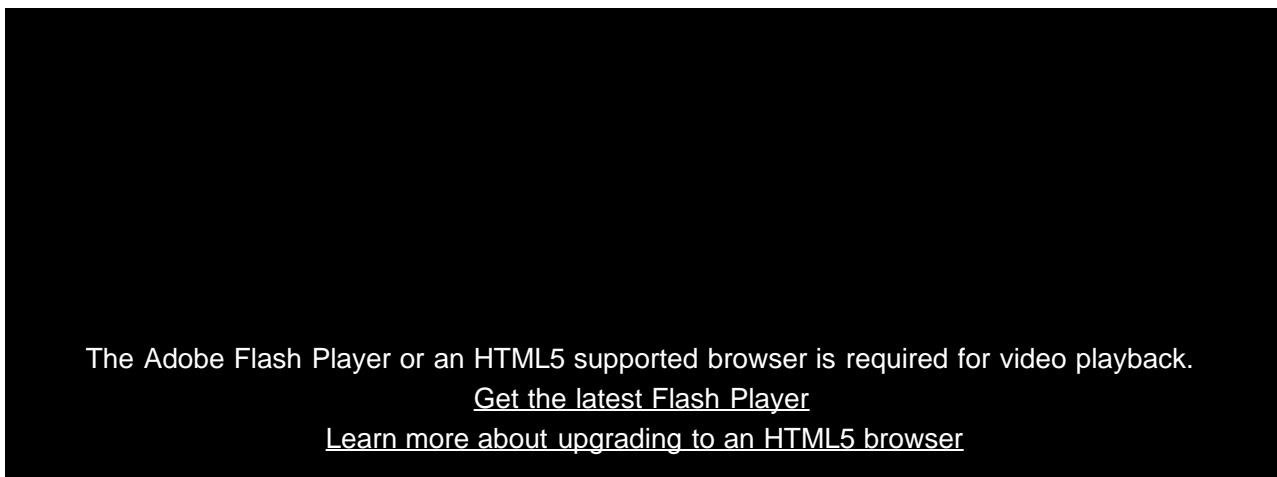 The Adobe Flash Player or an HTML5 supported browser is required for video playback.
Get the latest Flash Player
Learn more about upgrading to an HTML5 browser